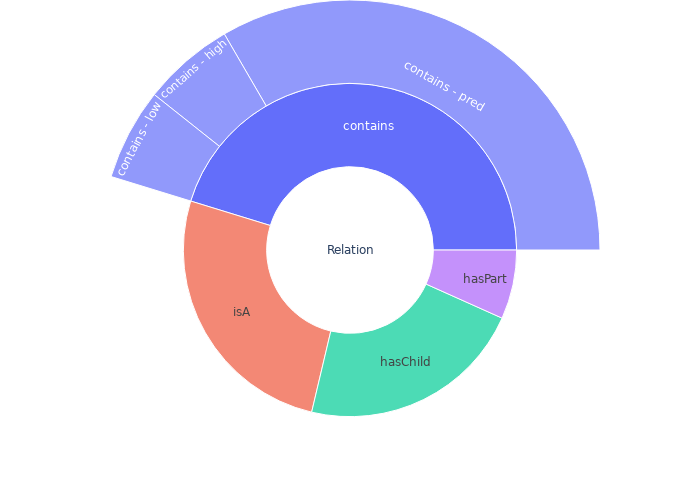 contains - high
contains - low
contains - pred
contains
Relation
hasPart
isA
hasChild